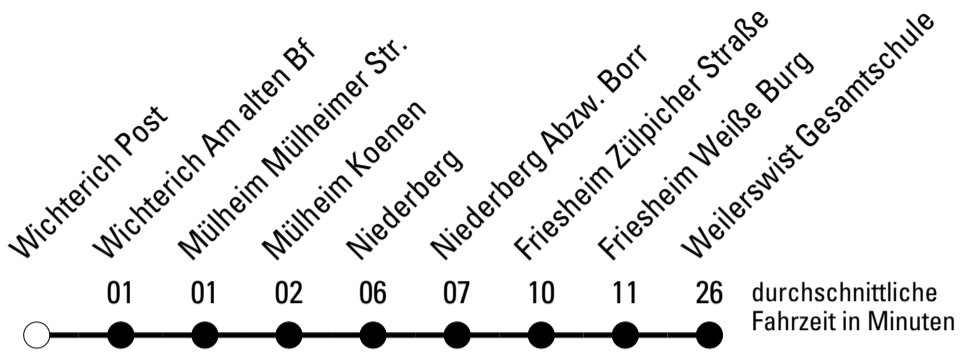 Wichterich Post
Wichterich Am alten Bf
Mülheim Mülheimer Str.
Mülheim Koenen
Niederberg
Niederberg Abzw. Borr
Friesheim Zülpicher Straße
Friesheim Weiße Burg
Weilerswist Gesamtschule
01 01 02 06 07 10 11 26
durchschnittliche
Fahrzeit in Minuten